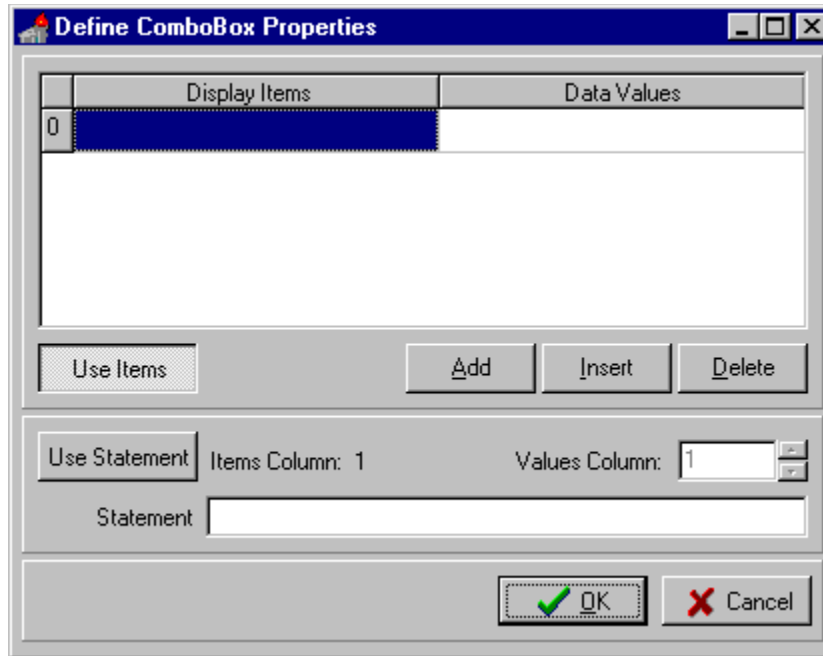 Define ComboBox Properties
Display Items Data Values
0
Use Items Add Insert Delete
Use Statement Items Column: 1 Values Column: 1
Statement
OK Cancel